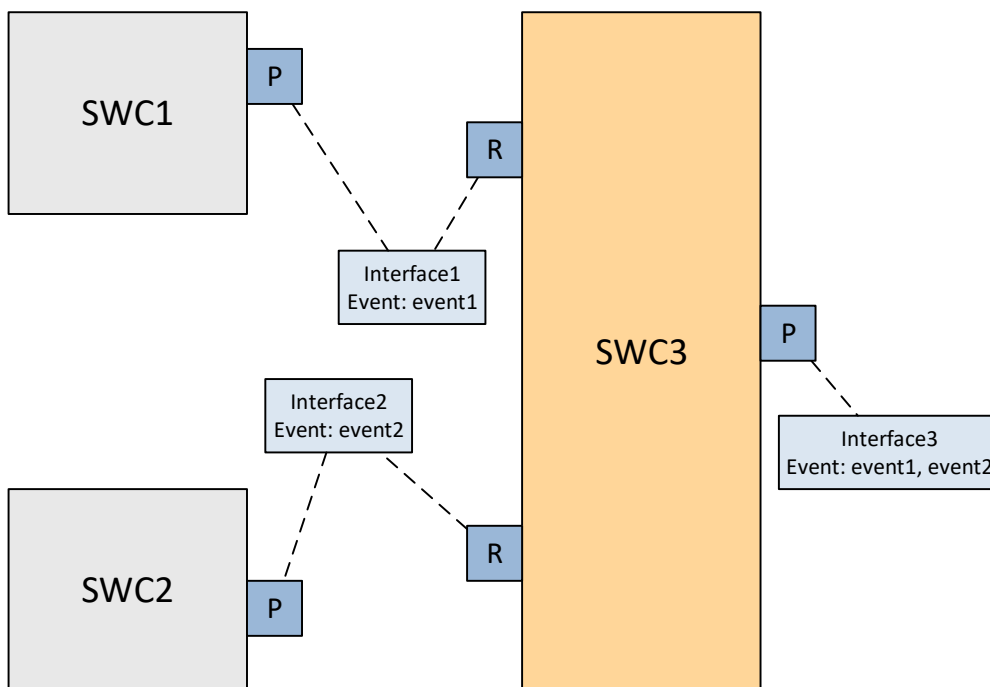 SWC1
P
R
Interface1
Event: event1
SWC3
P
Interface2
Event: event2
Interface3
Event: event1, event2
R
SWC2
P